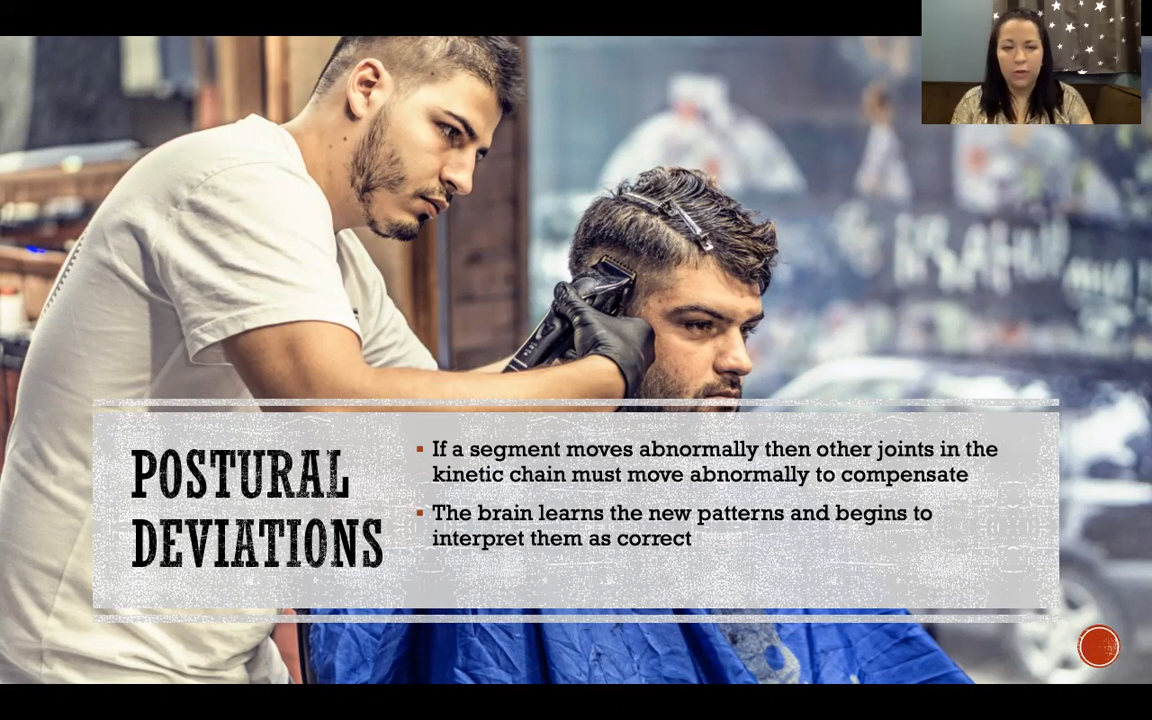 POSTURAL
DEVIATIONS
▪ If a segment moves abnormally then other joints in the
kinetic chain must move abnormally to compensate
▪ The brain learns the new patterns and begins to
interpret them as correct